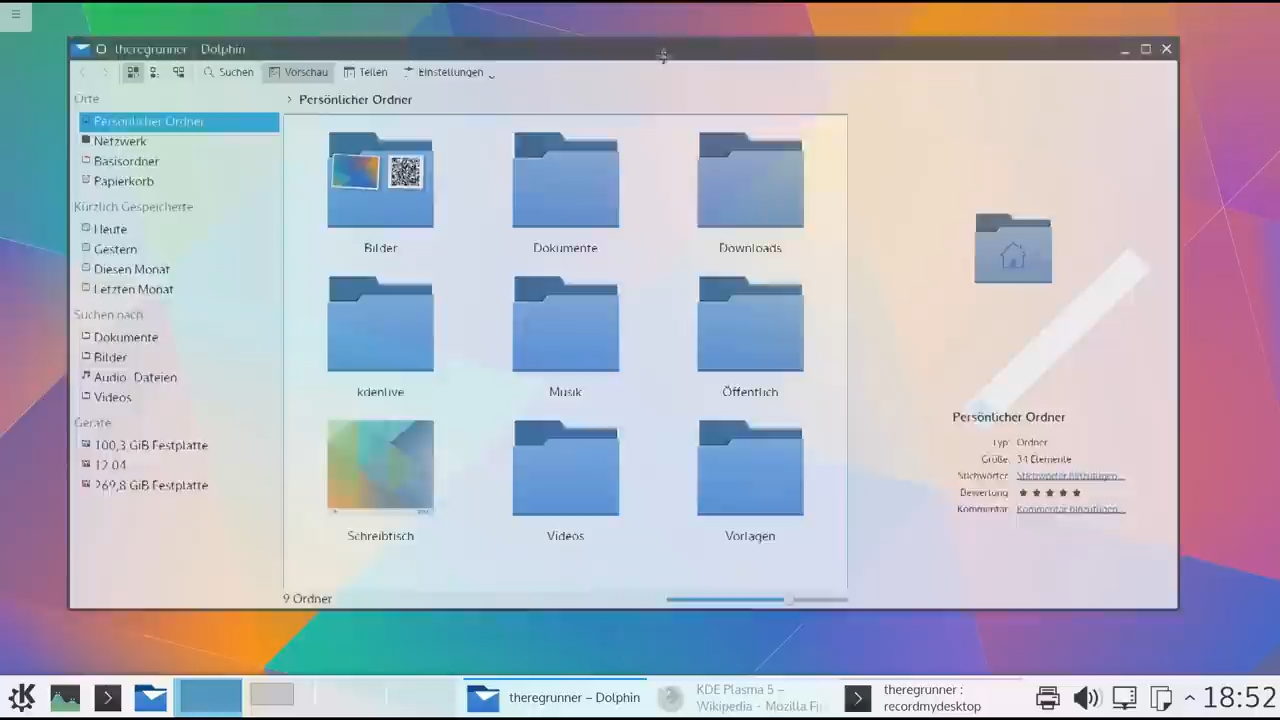 theregrunner – Dolphin
Suchen
Vorschau
Teilen
Einstellungen
Orte
Persönlicher Ordner
Netzwerk
Basisordner
Papierkorb
Kürzlich Gespeicherte
Heute
Gestern
Diesen Monat
Letzten Monat
Suchen nach
Dokumente
Bilder
Audio-Dateien
Videos
Geräte
100,3 GiB Festplatte
12.04
269,8 GiB Festplatte
> Persönlicher Ordner
Bilder
Dokumente
Downloads
kdenlive
Musik
Öffentlich
Schreibtisch
Videos
Vorlagen
9 Ordner
Persönlicher Ordner
Typ: Ordner
Größe: 34 Elemente
Stichwörter: Stichwörter hinzufügen...
Bewertung:
Kommentar: Kommentar hinzufügen...
theregrunner – Dolphin
KDE Plasma 5 –
Wikipedia – Mozilla Fi
theregrunner :
recordmydesktop
18:52